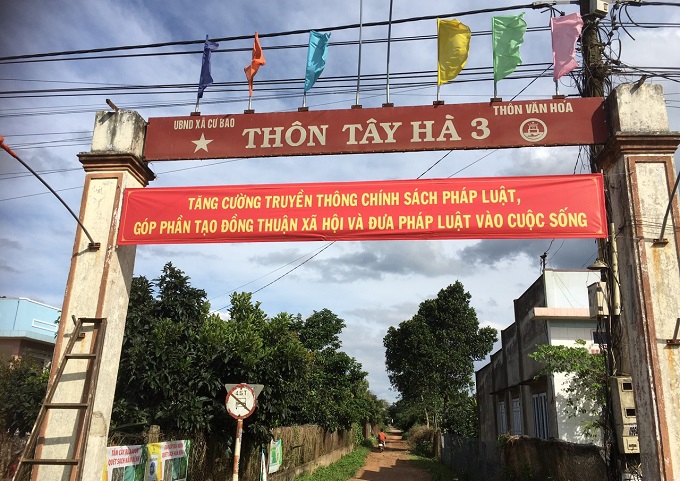 UBND XÃ CƯ BAO
THÔN VĂN HÓA
THÔN TÂY HÀ 3
TĂNG CƯỜNG TRUYỀN THÔNG CHÍNH SÁCH PHÁP LUẬT,
GÓP PHẦN TẠO ĐỒNG THUẬN XÃ HỘI VÀ ĐƯA PHÁP LUẬT VÀO CUỘC SỐNG